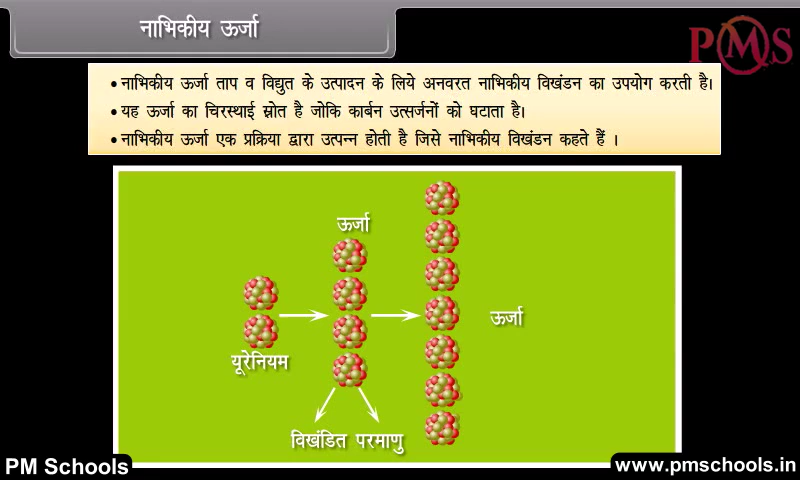 नाभिकीय ऊर्जा
PMS
• नाभिकीय ऊर्जा ताप व विद्युत के उत्पादन के लिये अनवरत नाभिकीय विखंडन का उपयोग करती है।
• यह ऊर्जा का चिरस्थाई स्रोत है जोकि कार्बन उत्सर्जनों को घटाता है।
• नाभिकीय ऊर्जा एक प्रक्रिया द्वारा उत्पन्न होती है जिसे नाभिकीय विखंडन कहते हैं ।
ऊर्जा
ऊर्जा
यूरेनियम
विखंडित परमाणु
PM Schools
www.pmschools.in